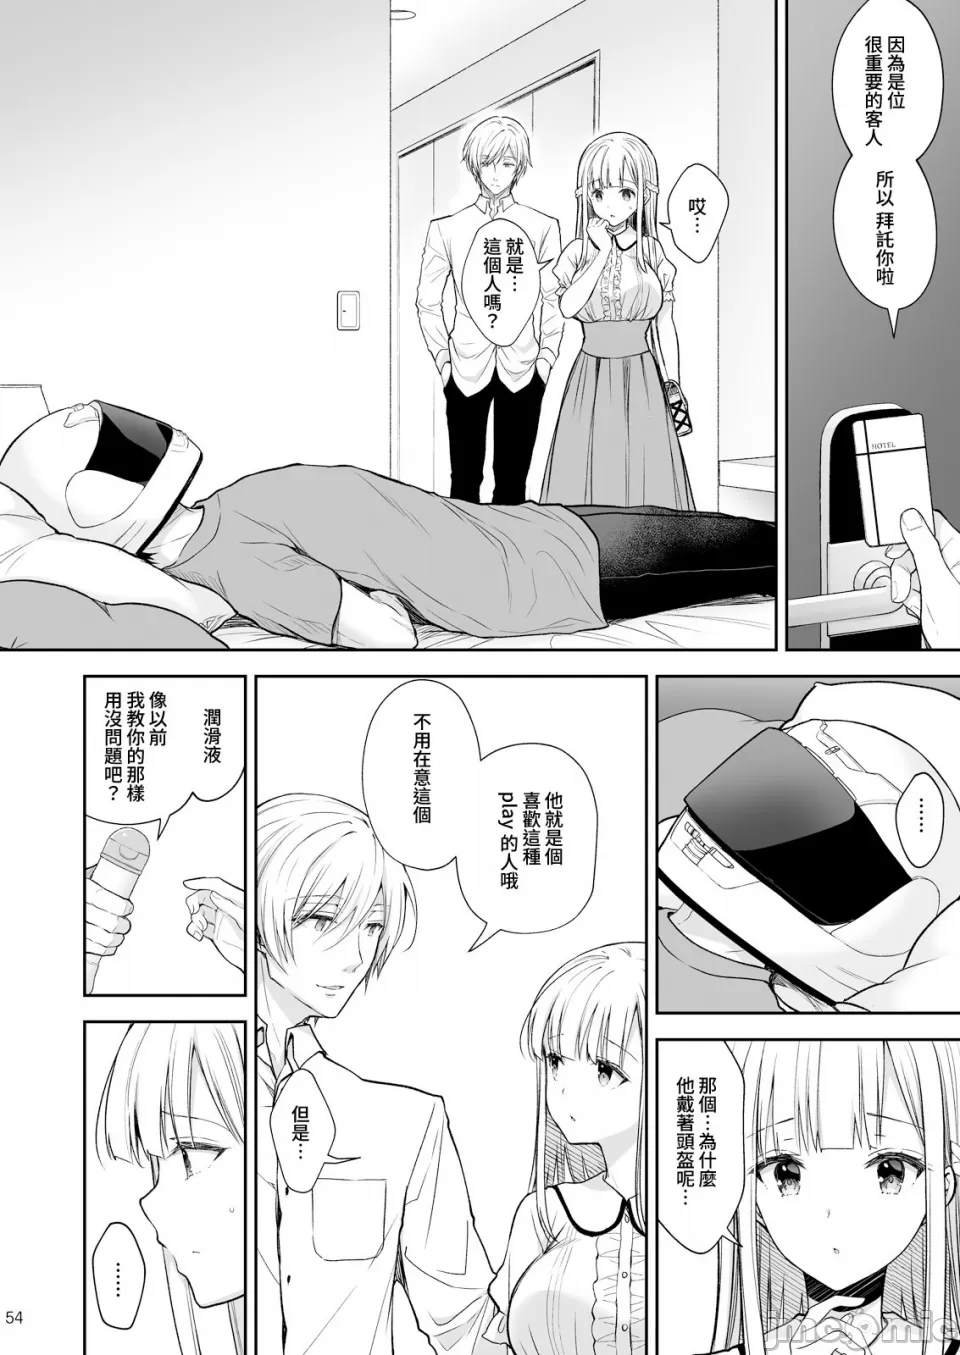 因為是位
很重要的客人
所以 拜託你啦
HOTEL
哎…
就是…
這個人嗎？
……
那個…為什麼
他戴著頭盔呢…
他就是個
喜歡這種
play 的人哦
不用在意這個
但是…
潤滑液
像以前
我教你的那樣
用沒問題吧？
……
54
jmcomic